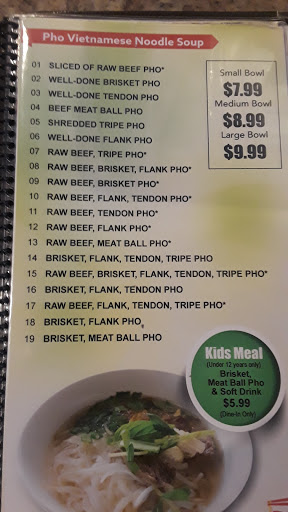 Pho Vietnamese Noodle Soup
01 SLICED OF RAW BEEF PHO*
02 WELL-DONE BRISKET PHO
03 WELL-DONE TENDON PHO
04 BEEF MEAT BALL PHO
05 SHREDDED TRIPE PHO
06 WELL-DONE FLANK PHO
07 RAW BEEF, TRIPE PHO*
08 RAW BEEF, BRISKET, FLANK PHO*
09 RAW BEEF, BRISKET PHO*
10 RAW BEEF, FLANK, TENDON PHO*
11 RAW BEEF, TENDON PHO*
12 RAW BEEF, FLANK PHO*
13 RAW BEEF, MEAT BALL PHO*
14 BRISKET, FLANK, TENDON, TRIPE PHO
15 RAW BEEF, BRISKET, FLANK, TENDON, TRIPE PHO*
16 BRISKET, FLANK, TENDON PHO
17 RAW BEEF, FLANK, TENDON, TRIPE PHO*
18 BRISKET, FLANK PHO
19 BRISKET, MEAT BALL PHO
Small Bowl
$7.99
Medium Bowl
$8.99
Large Bowl
$9.99
Kids Meal
(Under 12 years only)
Brisket,
Meat Ball Pho
& Soft Drink
$5.99
(Dine-In Only)